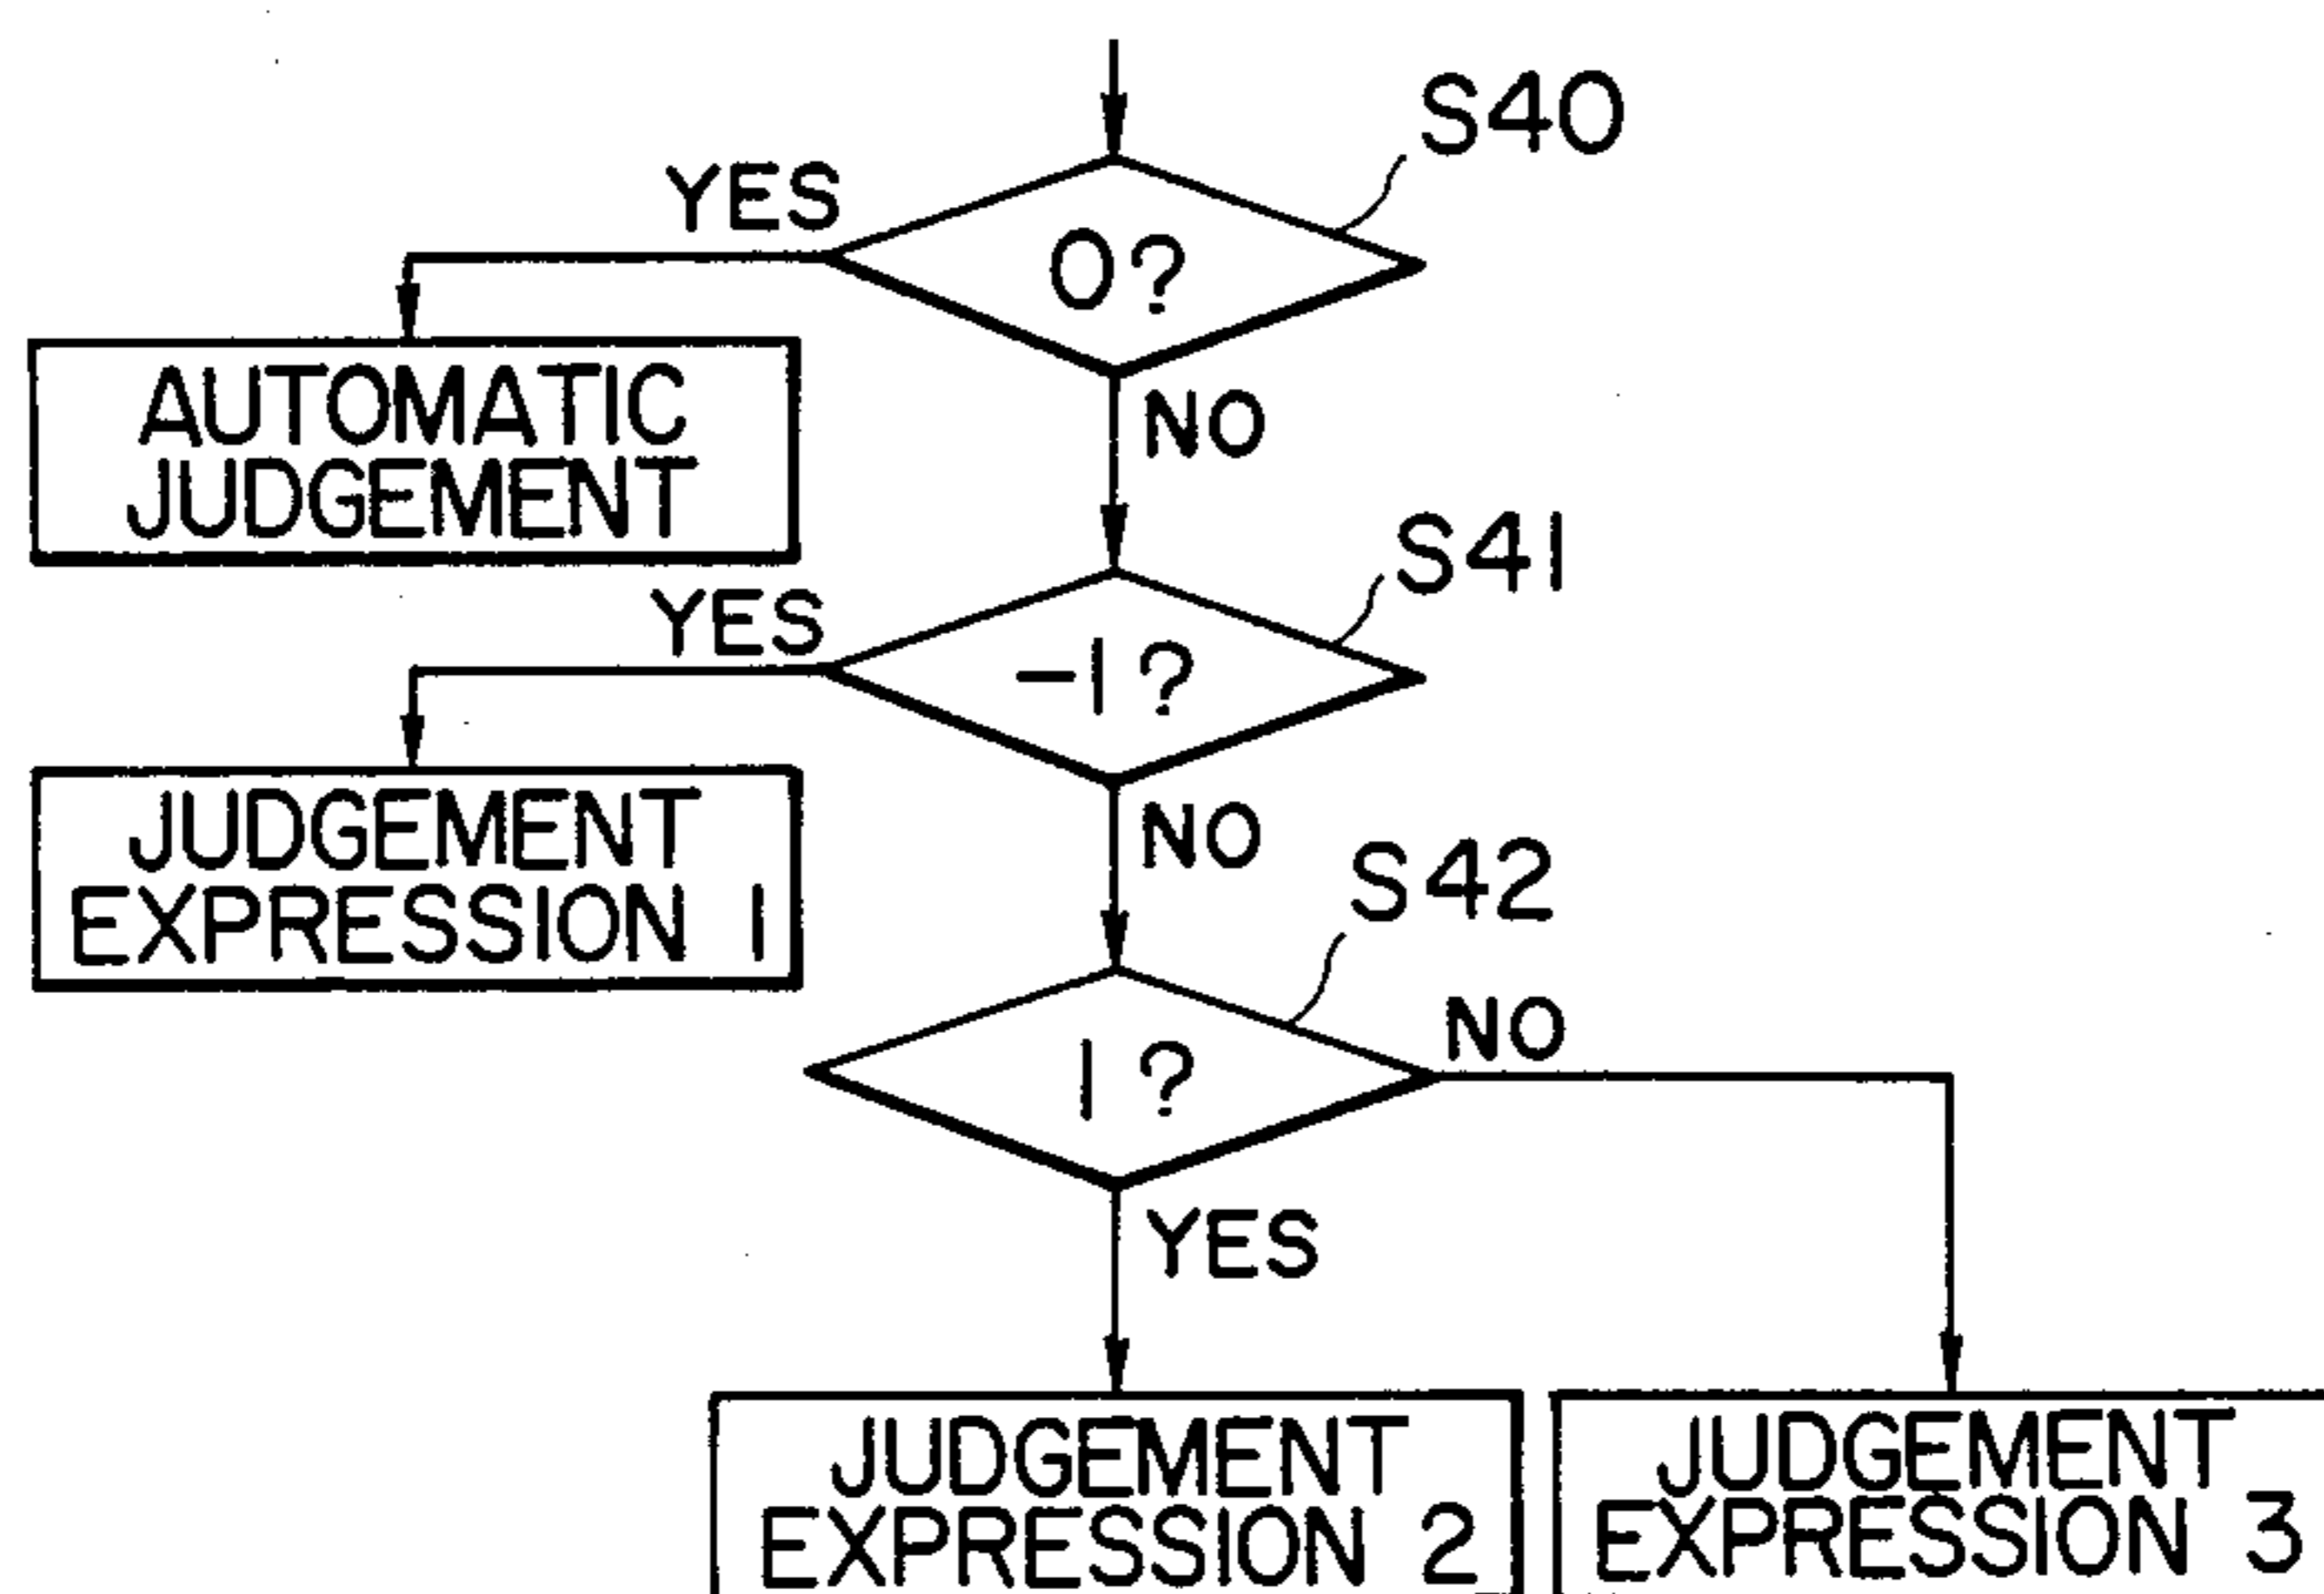 S40
YES
0?
AUTOMATIC
JUDGEMENT
NO
S41
YES
-1?
JUDGEMENT
EXPRESSION 1
NO
S42
1?
NO
YES
JUDGEMENT
EXPRESSION 2
JUDGEMENT
EXPRESSION 3